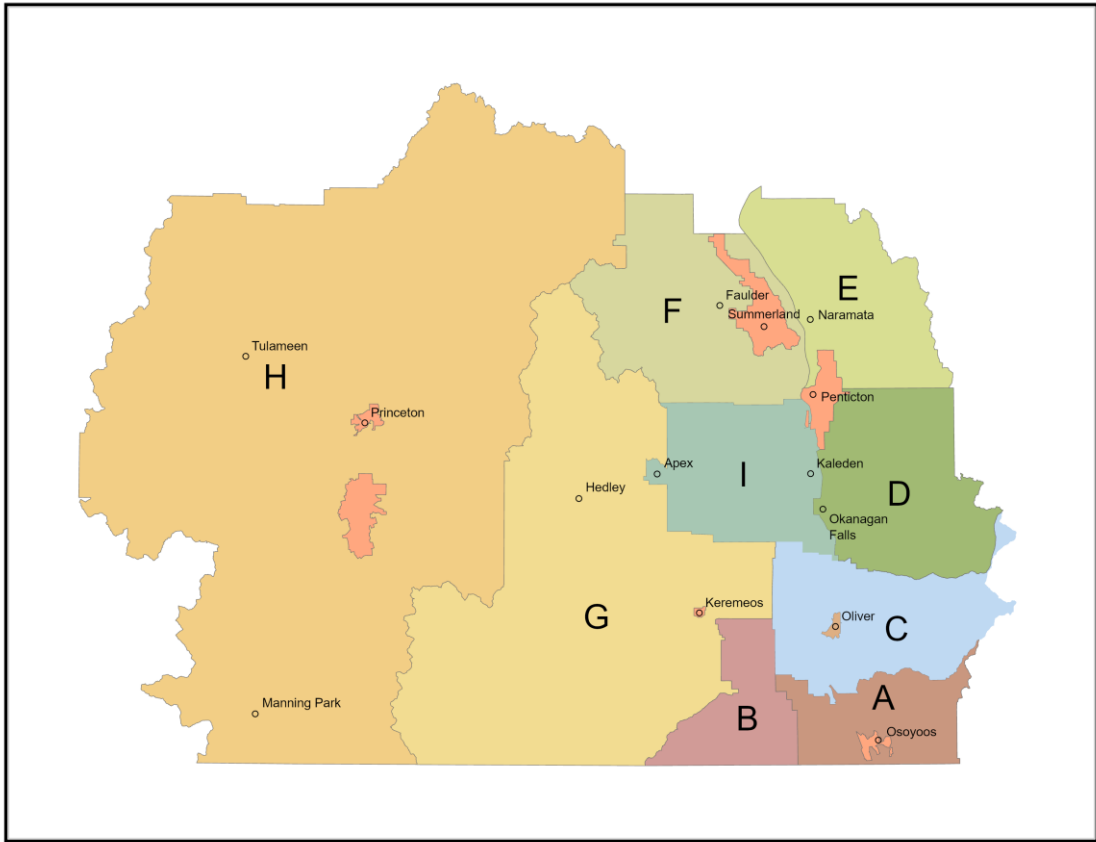 E
Faulder
F
Summerland
Naramata
Tulameen
H
Penticton
Princeton
Apex
I
Kaleden
Hedley
D
Okanagan
Falls
Keremeos
G
Oliver
C
A
Manning Park
B
Osoyoos